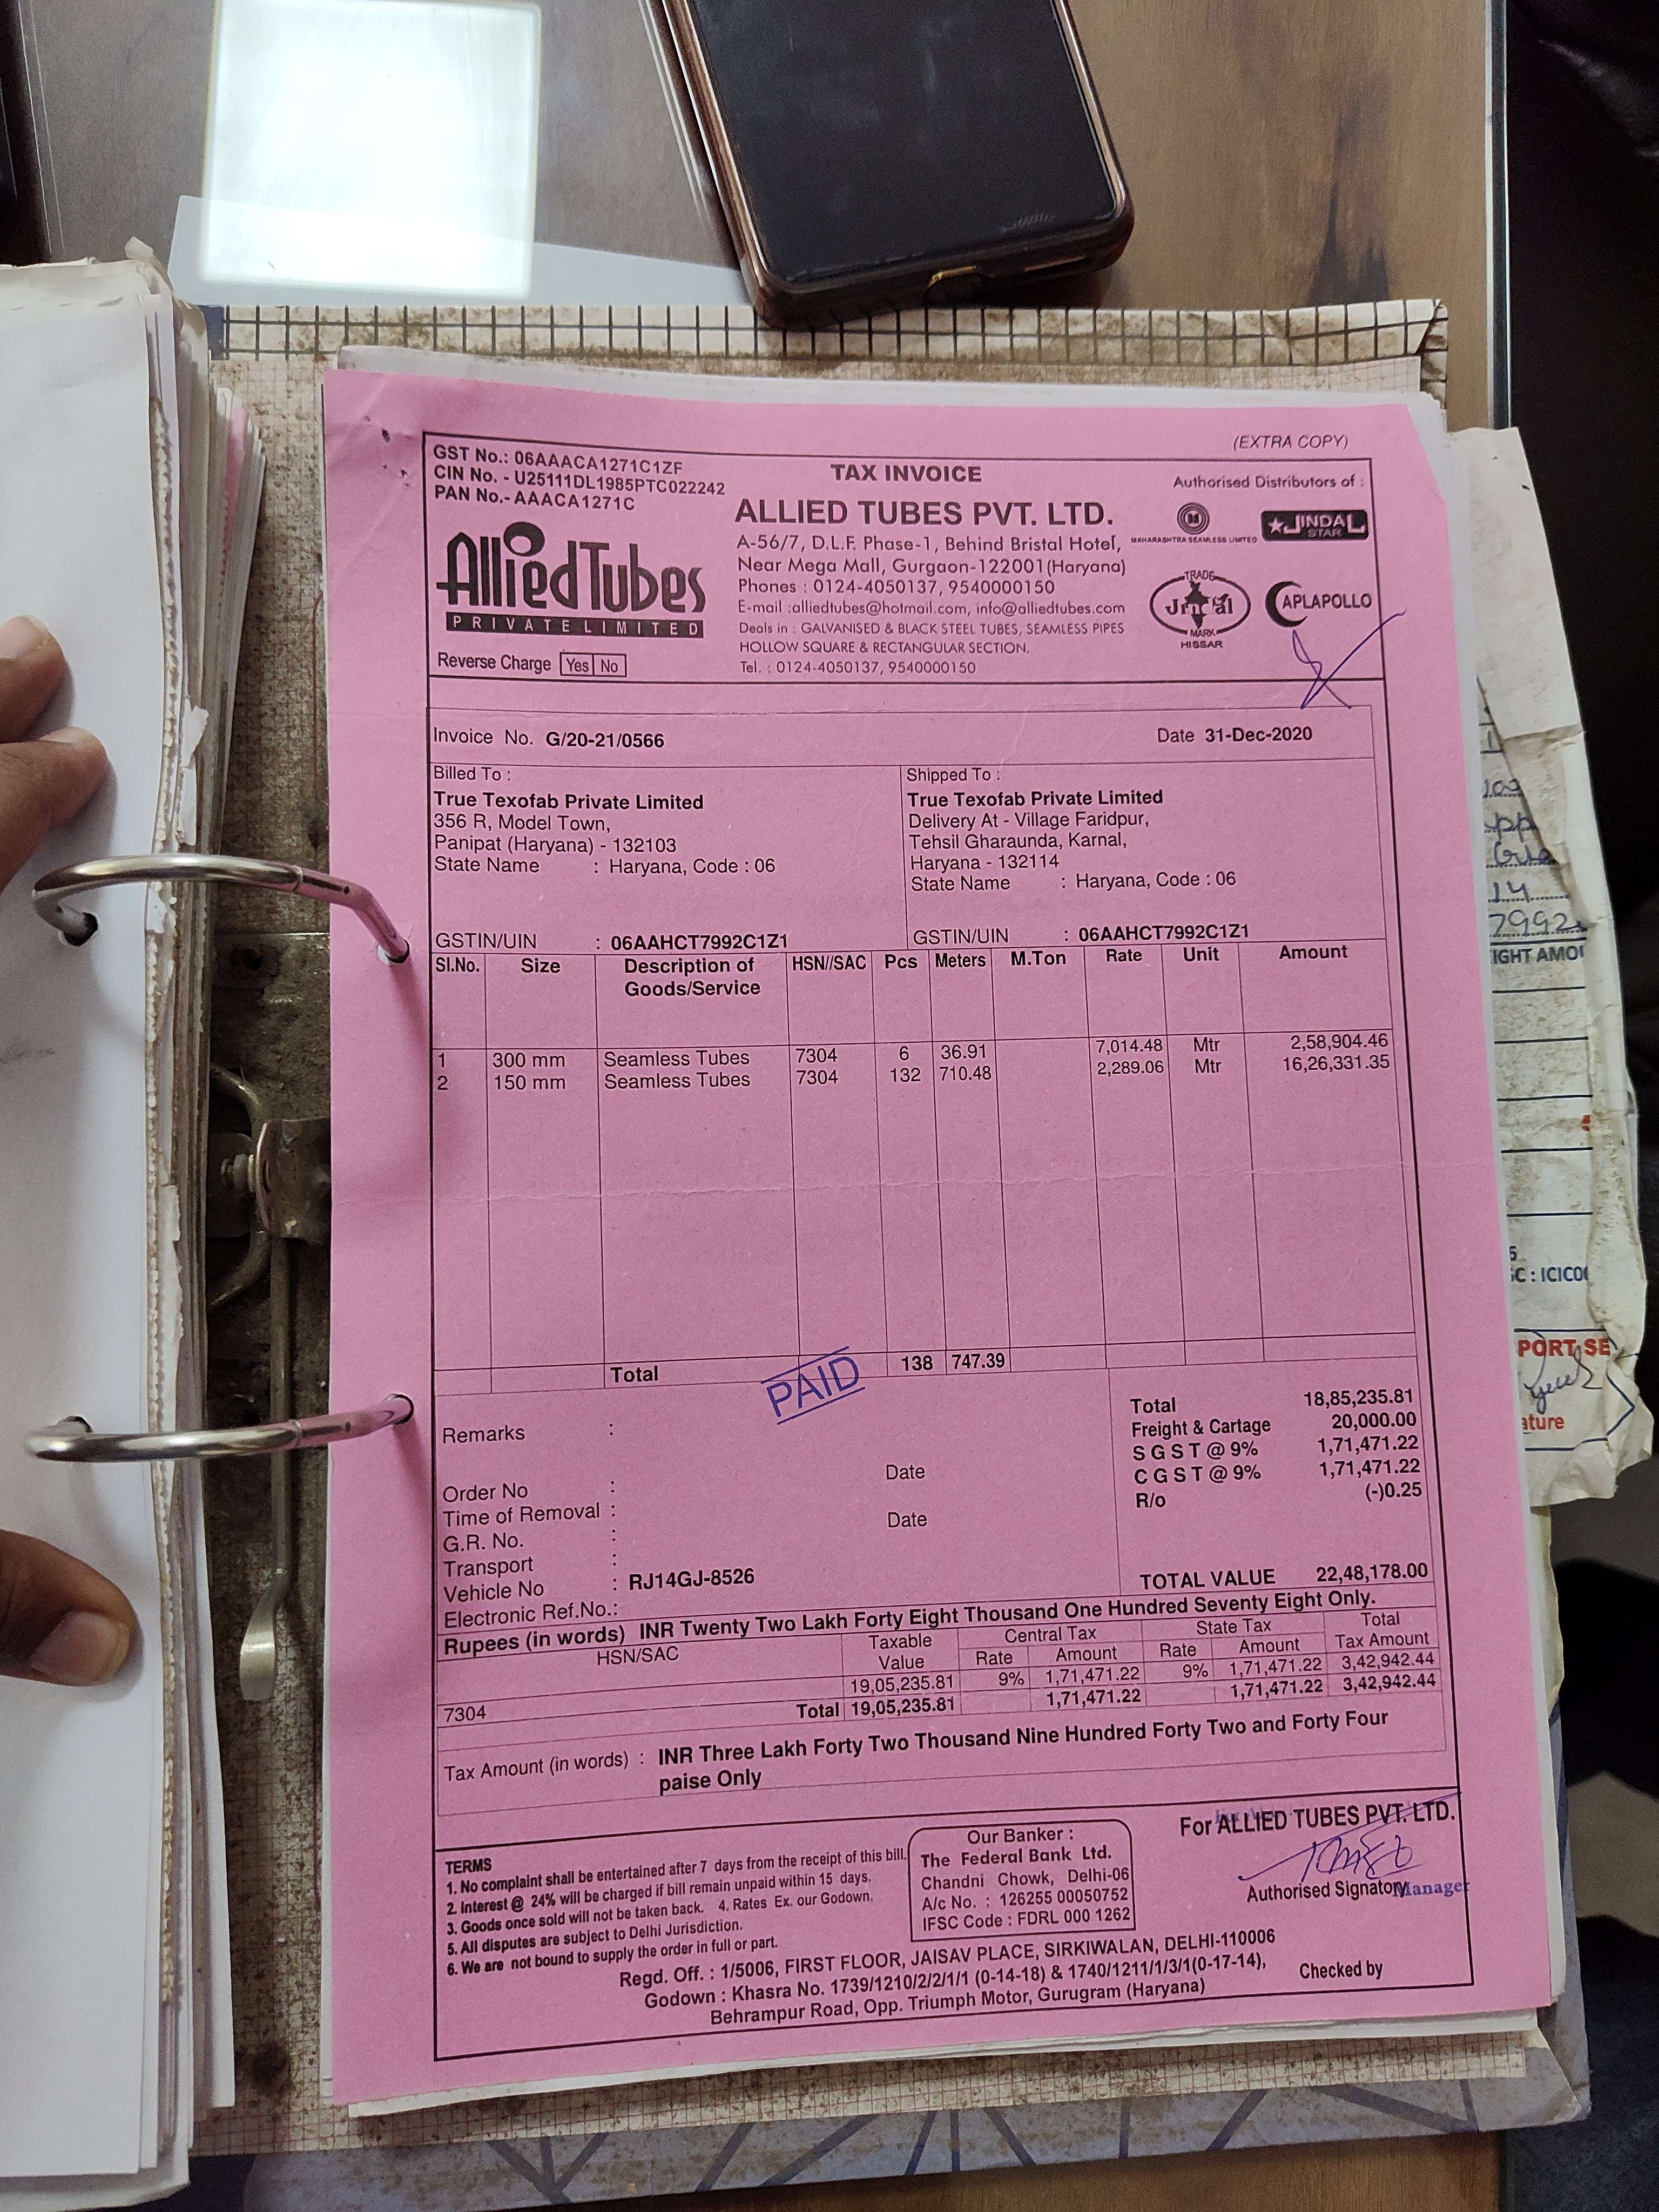 (EXTRA COPY)
GST No.: 06AAACA1271C1ZF
CIN No. - U25111DL1985PTC022242
PAN No.- AAACA1271C
TAX INVOICE
Authorised Distributors of :
Allied Tubes
PRIVATE LIMITED
Reverse Charge Yes No
ALLIED TUBES PVT. LTD.
A-56/7, D.L.F. Phase-1, Behind Bristal Hotel,
Near Mega Mall, Gurgaon-122001(Haryana)
Phones : 0124-4050137, 9540000150
E-mail :alliedtubes@hotmail.com, info@alliedtubes.com
Deals in : GALVANISED & BLACK STEEL TUBES, SEAMLESS PIPES
HOLLOW SQUARE & RECTANGULAR SECTION.
Tel. : 0124-4050137, 9540000150
MAHARASHTRA SEAMLESS LIMITED
JINDAL
STAR
TRADE
Jindal
MARK
HISSAR
APLAPOLLO
Invoice No. G/20-21/0566
Date 31-Dec-2020
Billed To :
True Texofab Private Limited
356 R, Model Town,
Panipat (Haryana) - 132103
State Name : Haryana, Code : 06
GSTIN/UIN : 06AAHCT7992C1Z1
Shipped To :
True Texofab Private Limited
Delivery At - Village Faridpur,
Tehsil Gharaunda, Karnal,
Haryana - 132114
State Name : Haryana, Code : 06
GSTIN/UIN : 06AAHCT7992C1Z1
Sl.No. Size Description of Goods/Service HSN//SAC Pcs Meters M.Ton Rate Unit Amount
1 300 mm Seamless Tubes 7304 6 36.91 7,014.48 Mtr 2,58,904.46
2 150 mm Seamless Tubes 7304 132 710.48 2,289.06 Mtr 16,26,331.35
Total 138 747.39
PAID
Remarks :
Order No : Date
Time of Removal :
G.R. No. : Date
Transport :
Vehicle No : RJ14GJ-8526
Electronic Ref.No.:
Total 18,85,235.81
Freight & Cartage 20,000.00
S G S T @ 9% 1,71,471.22
C G S T @ 9% 1,71,471.22
R/o (-)0.25
TOTAL VALUE 22,48,178.00
Rupees (in words) INR Twenty Two Lakh Forty Eight Thousand One Hundred Seventy Eight Only.
HSN/SAC Taxable Value Central Tax State Tax Total Tax Amount
Rate Amount Rate Amount
7304 19,05,235.81 9% 1,71,471.22 9% 1,71,471.22 3,42,942.44
Total 19,05,235.81 1,71,471.22 1,71,471.22 3,42,942.44
Tax Amount (in words) : INR Three Lakh Forty Two Thousand Nine Hundred Forty Two and Forty Four
paise Only
TERMS
1. No complaint shall be entertained after 7 days from the receipt of this bill.
2. Interest @ 24% will be charged if bill remain unpaid within 15 days.
3. Goods once sold will not be taken back. 4. Rates Ex. our Godown.
5. All disputes are subject to Delhi Jurisdiction.
6. We are not bound to supply the order in full or part.
Our Banker :
The Federal Bank Ltd.
Chandni Chowk, Delhi-06
A/c No. : 126255 00050752
IFSC Code : FDRL 000 1262
For ALLIED TUBES PVT. LTD.
Authorised Signatory
Manager
Regd. Off. : 1/5006, FIRST FLOOR, JAISAV PLACE, SIRKIWALAN, DELHI-110006
Godown : Khasra No. 1739/1210/2/2/1/1 (0-14-18) & 1740/1211/1/3/1(0-17-14),
Behrampur Road, Opp. Triumph Motor, Gurugram (Haryana)
Checked by
14
7992
IGHT AMO
C : ICIC0
PORT SE
ature